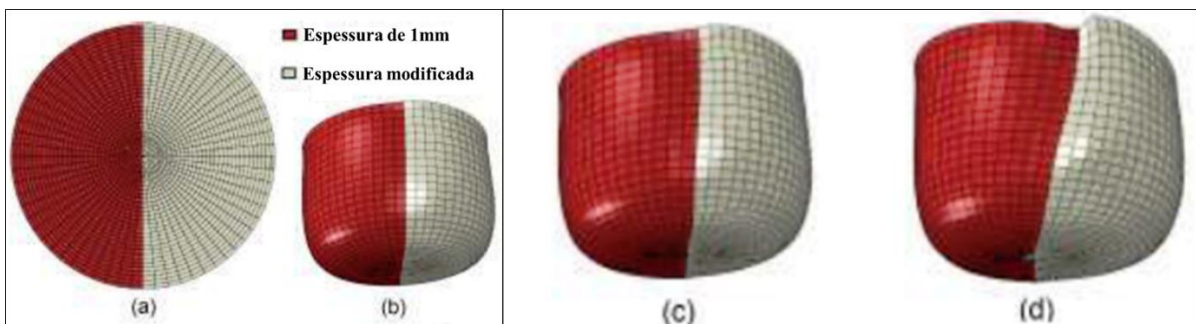 Espessura de 1mm
Espessura modificada
(a)
(b)
(c)
(d)